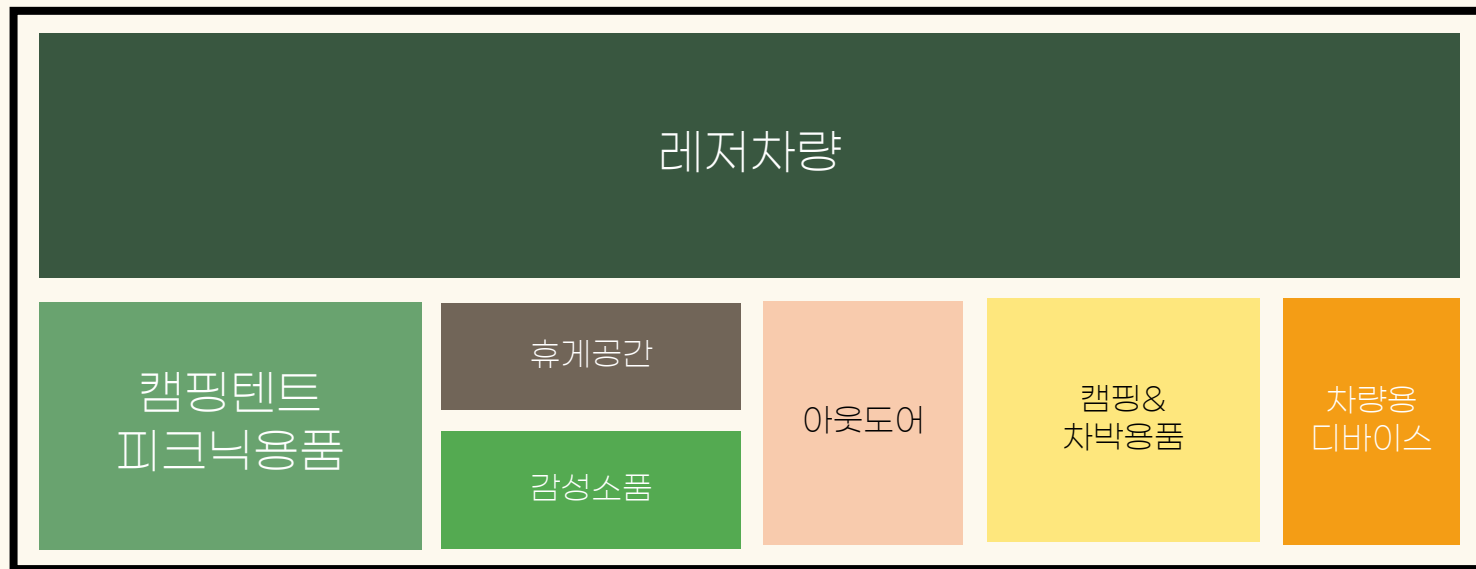 레저차량
캠핑텐트
피크닉용품
휴게공간
감성소품
아웃도어
캠핑&
차박용품
차량용
디바이스